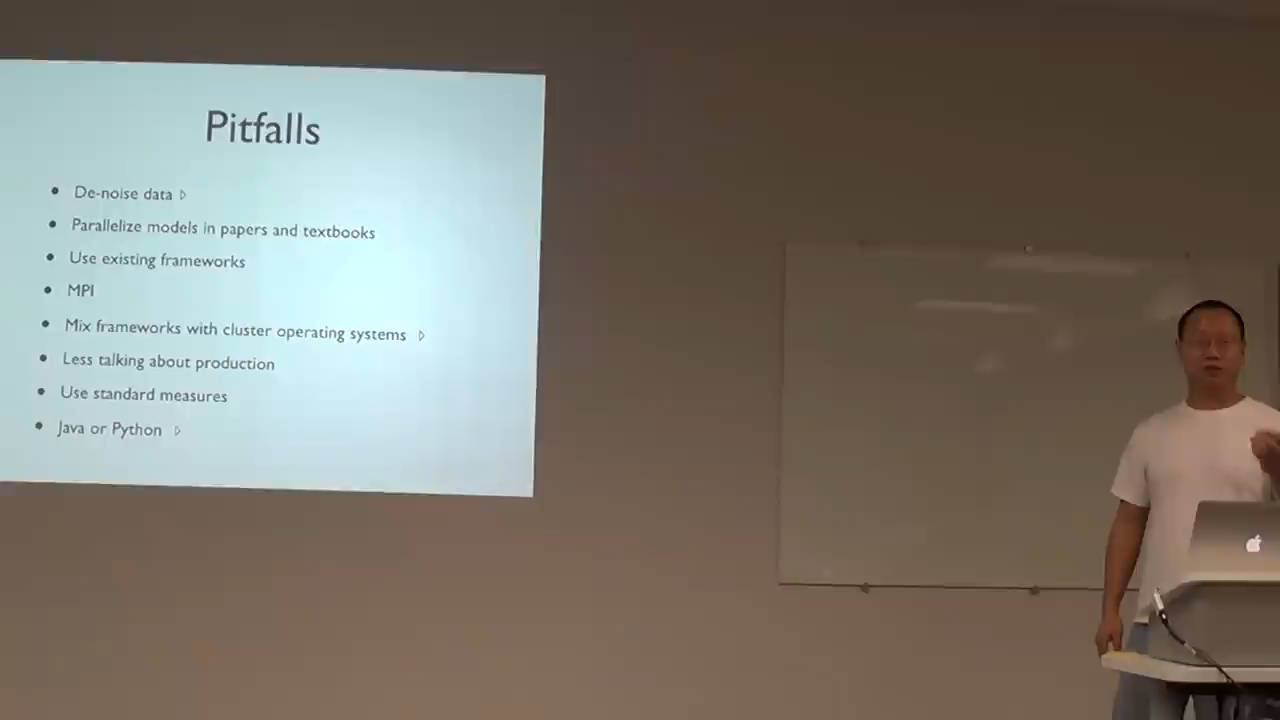 Pitfalls
De-noise data
Parallelize models in papers and textbooks
Use existing frameworks
MPI
Mix frameworks with cluster operating systems
Less talking about production
Use standard measures
Java or Python